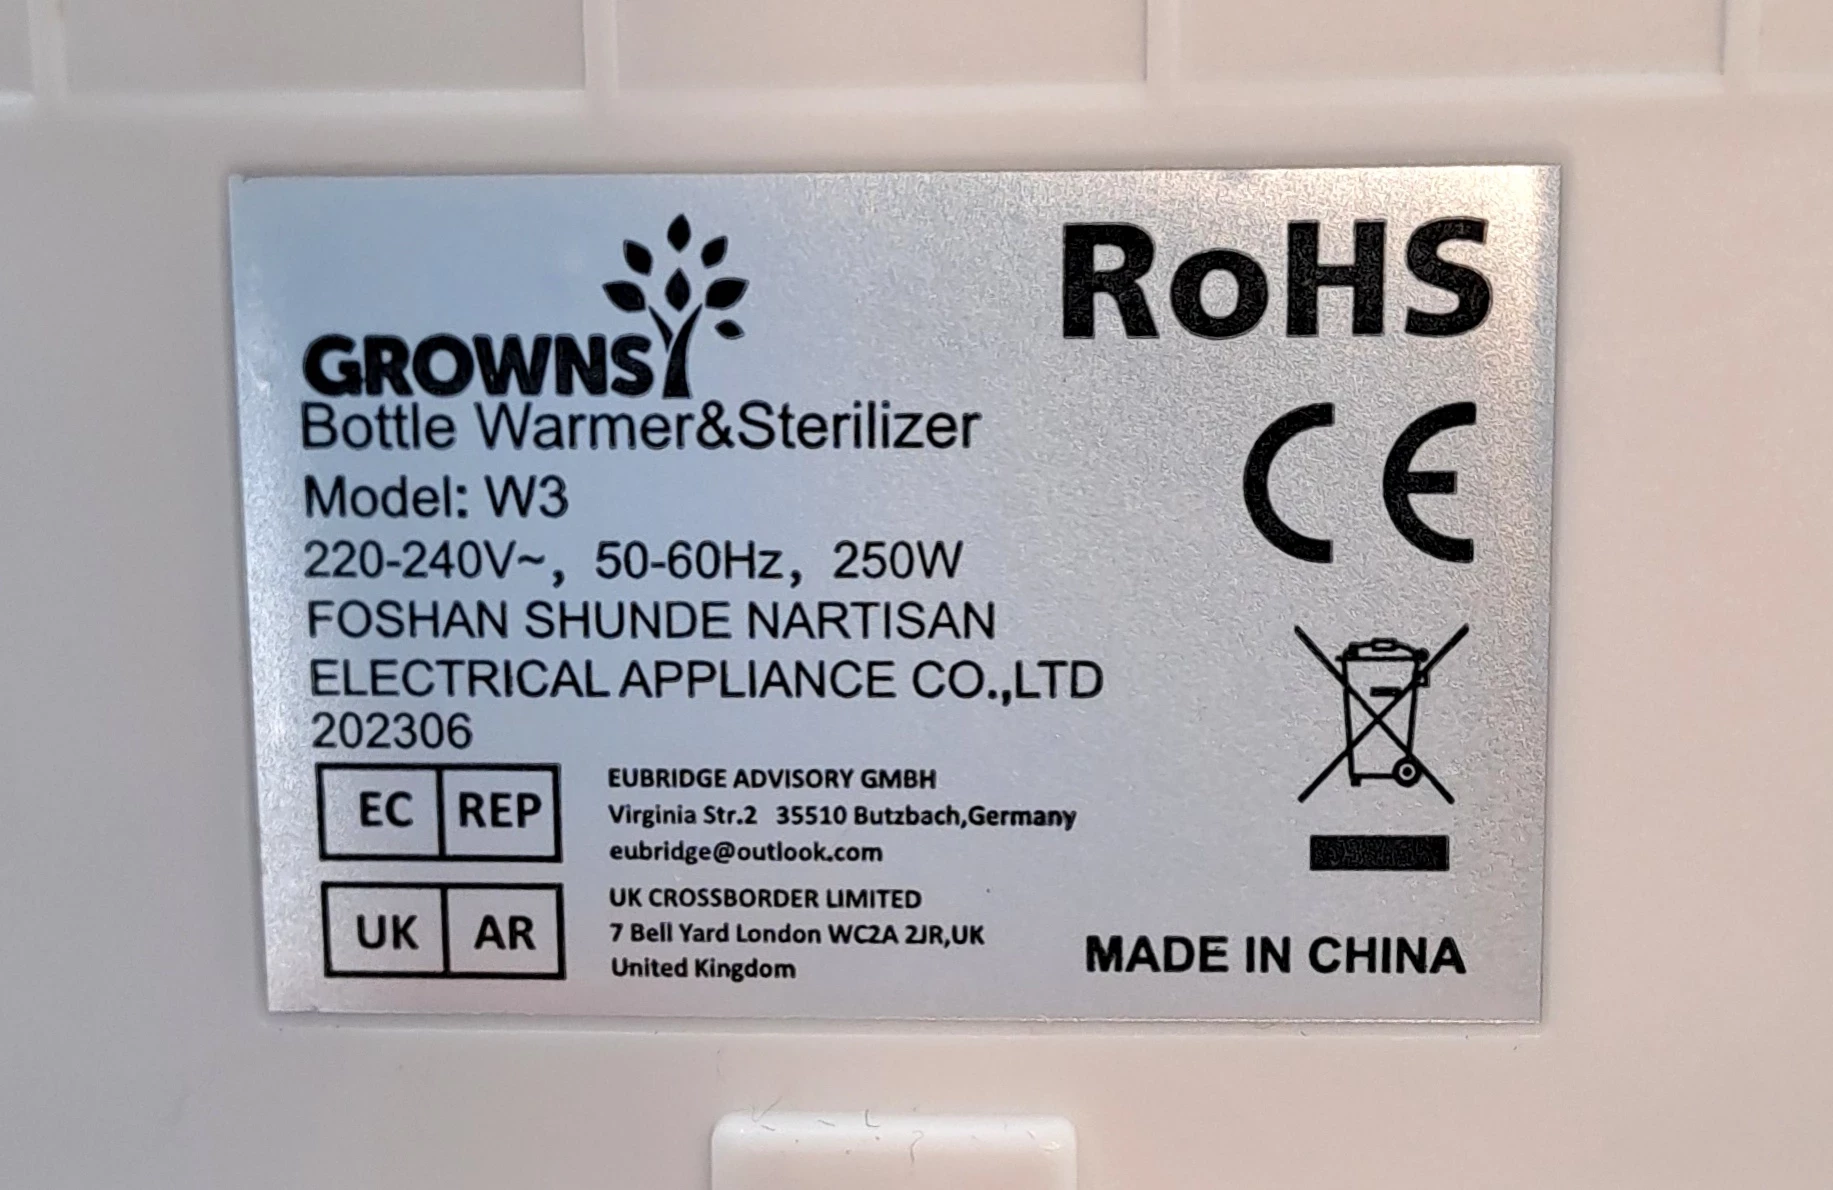 GROWNSY
Bottle Warmer&Sterilizer
Model: W3
220-240V~, 50-60Hz, 250W
FOSHAN SHUNDE NARTISAN
ELECTRICAL APPLIANCE CO.,LTD
202306
EC REP
EUBRIDGE ADVISORY GMBH
Virginia Str.2 35510 Butzbach,Germany
eubridge@outlook.com
UK AR
UK CROSSBORDER LIMITED
7 Bell Yard London WC2A 2JR,UK
United Kingdom
RoHS
CE
MADE IN CHINA